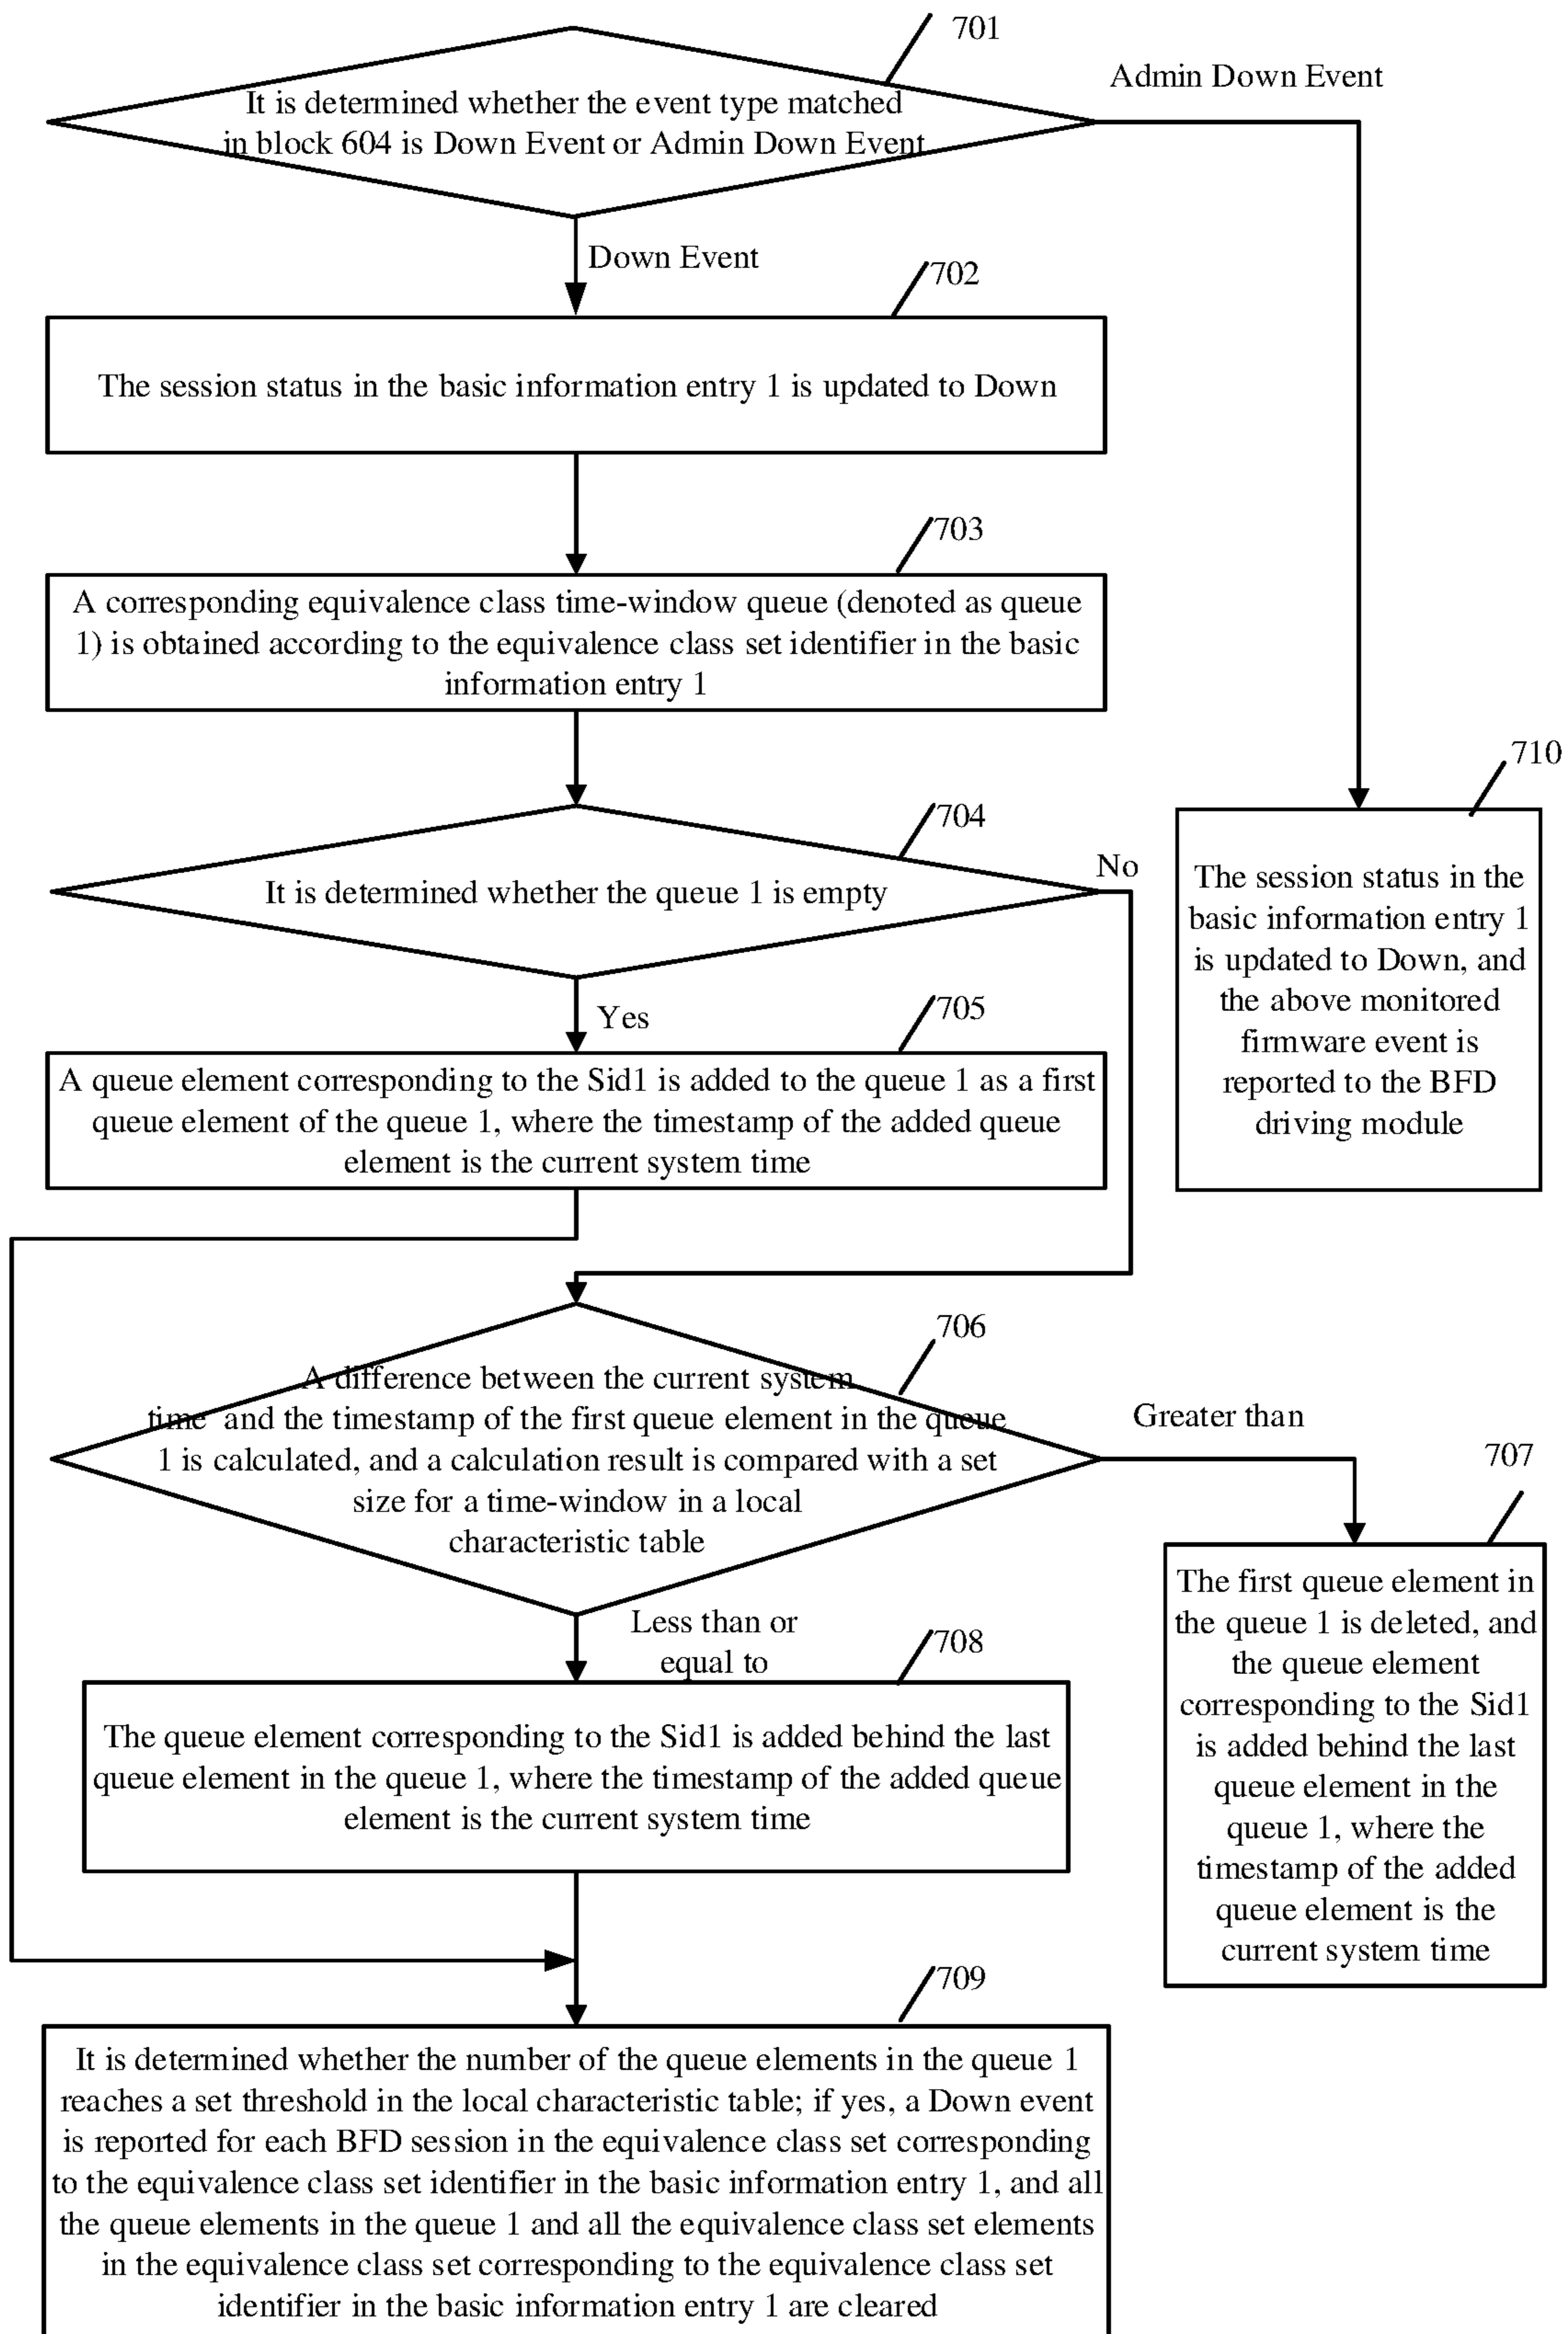 701
Admin Down Event
It is determined whether the event type matched
in block 604 is Down Event or Admin Down Event
Down Event
702
The session status in the basic information entry 1 is updated to Down
703
A corresponding equivalence class time-window queue (denoted as queue
1) is obtained according to the equivalence class set identifier in the basic
information entry 1
704
No
It is determined whether the queue 1 is empty
710
The session status in the
basic information entry 1
is updated to Down, and
the above monitored
firmware event is
reported to the BFD
driving module
Yes
705
A queue element corresponding to the Sid1 is added to the queue 1 as a first
queue element of the queue 1, where the timestamp of the added queue
element is the current system time
706
A difference between the current system
time and the timestamp of the first queue element in the queue
1 is calculated, and a calculation result is compared with a set
size for a time-window in a local
characteristic table
Greater than
707
The first queue element in
the queue 1 is deleted, and
the queue element
corresponding to the Sid1
is added behind the last
queue element in the
queue 1, where the
timestamp of the added
queue element is the
current system time
Less than or
equal to
708
The queue element corresponding to the Sid1 is added behind the last
queue element in the queue 1, where the timestamp of the added queue
element is the current system time
709
It is determined whether the number of the queue elements in the queue 1
reaches a set threshold in the local characteristic table; if yes, a Down event
is reported for each BFD session in the equivalence class set corresponding
to the equivalence class set identifier in the basic information entry 1, and all
the queue elements in the queue 1 and all the equivalence class set elements
in the equivalence class set corresponding to the equivalence class set
identifier in the basic information entry 1 are cleared